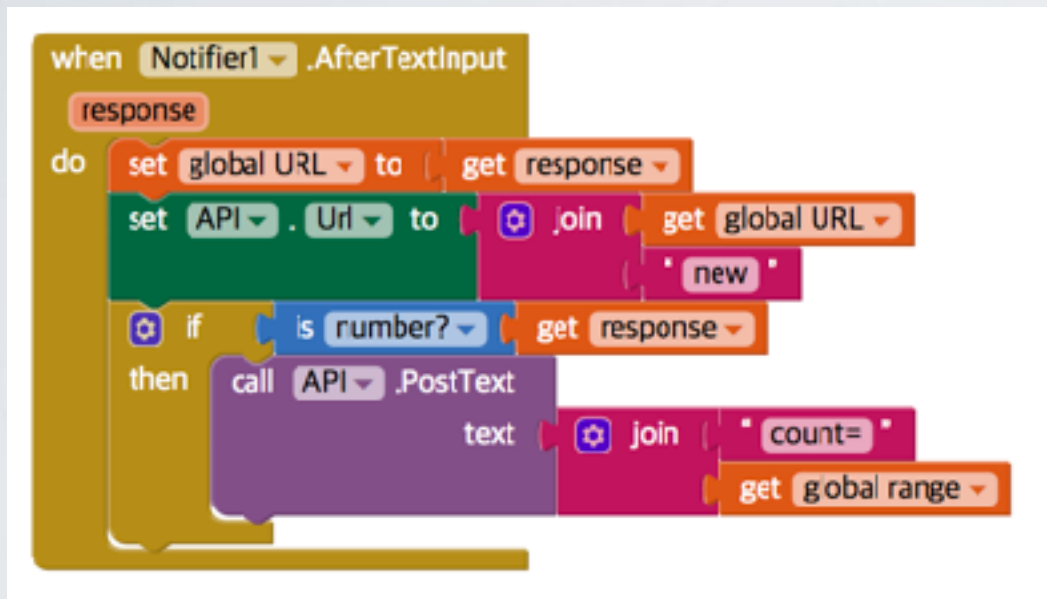 when Notifier1 .AfterTextInput
response
do set global URL to get response
set API . Url to join get global URL
" new "
if is number? get response
then call API .PostText
text join " count= "
get global range